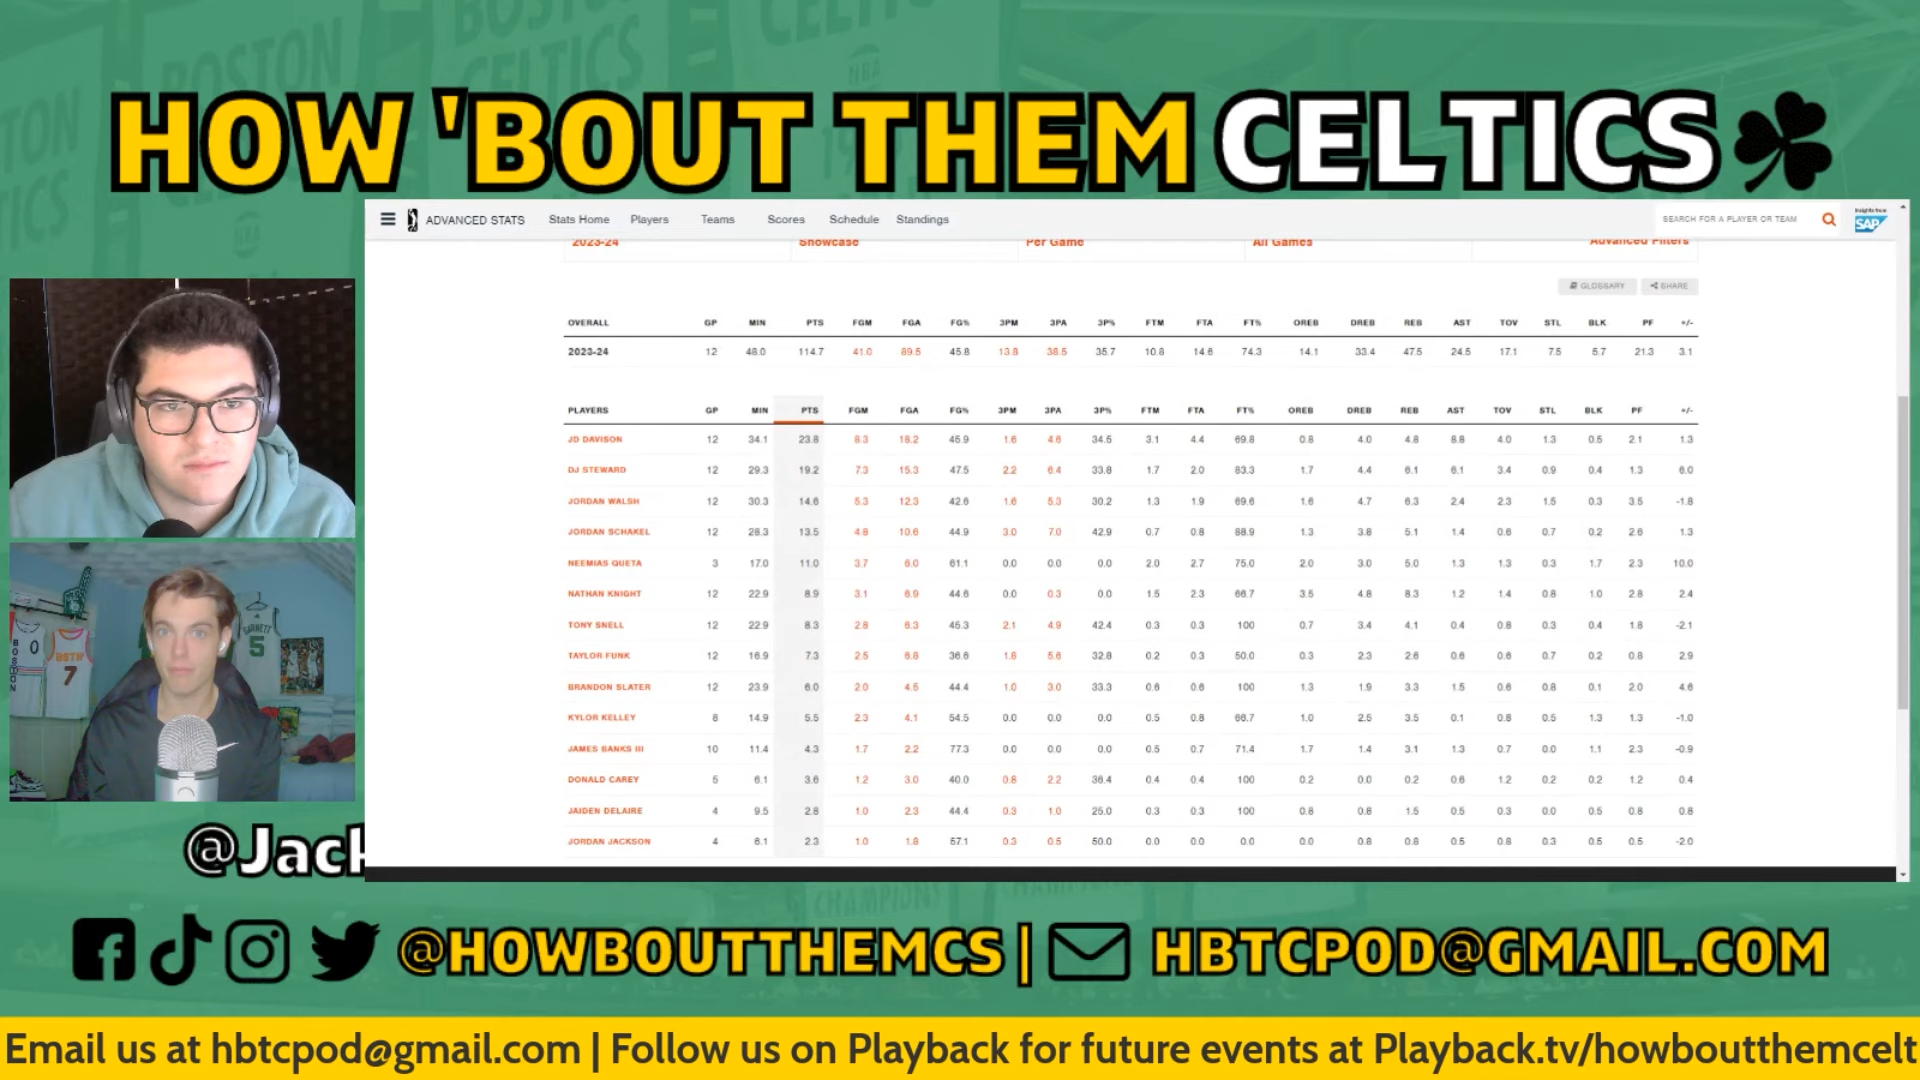 HOW 'BOUT THEM CELTICS
ADVANCED STATS Stats Home Players Teams Scores Schedule Standings SEARCH FOR A PLAYER OR TEAM SAP
2023-24 Showcase Per Game All Games Advanced Filters
GLOSSARY SHARE
OVERALL GP MIN PTS FGM FGA FG% 3PM 3PA 3P% FTM FTA FT% OREB DREB REB AST TOV STL BLK PF +/-
2023-24 12 48.0 114.7 41.0 89.5 45.8 13.8 38.5 35.7 10.8 14.6 74.3 14.1 33.4 47.5 24.5 17.1 7.5 5.7 21.3 3.1
PLAYERS GP MIN PTS FGM FGA FG% 3PM 3PA 3P% FTM FTA FT% OREB DREB REB AST TOV STL BLK PF +/-
JD DAVISON 12 34.1 23.8 8.3 18.2 45.9 1.6 4.6 34.5 3.1 4.4 69.8 0.8 4.0 4.8 8.8 4.0 1.3 0.5 2.1 1.3
DJ STEWARD 12 29.3 19.2 7.3 15.3 47.5 2.2 6.4 33.8 1.7 2.0 83.3 1.7 4.4 6.1 6.1 3.4 0.9 0.4 1.3 6.0
JORDAN WALSH 12 30.3 14.6 5.3 12.3 42.6 1.6 5.3 30.2 1.3 1.9 69.6 1.6 4.7 6.3 2.4 2.3 1.5 0.3 3.5 -1.8
JORDAN SCHAKEL 12 28.3 13.5 4.8 10.6 44.9 3.0 7.0 42.9 0.7 0.8 88.9 1.3 3.8 5.1 1.4 0.6 0.7 0.2 2.6 1.3
NEEMIAS QUETA 3 17.0 11.0 3.7 6.0 61.1 0.0 0.0 0.0 2.0 2.7 75.0 2.0 3.0 5.0 1.3 1.3 0.3 1.7 2.3 10.0
NATHAN KNIGHT 12 22.9 8.9 3.1 6.9 44.6 0.0 0.3 0.0 1.5 2.3 66.7 3.5 4.8 8.3 1.2 1.4 0.8 1.0 2.8 2.4
TONY SNELL 12 22.9 8.3 2.8 6.3 45.3 2.1 4.9 42.4 0.3 0.3 100 0.7 3.4 4.1 0.4 0.8 0.3 0.4 1.8 -2.1
TAYLOR FUNK 12 16.9 7.3 2.5 6.8 36.6 1.8 5.6 32.8 0.2 0.3 50.0 0.3 2.3 2.6 0.6 0.6 0.7 0.2 0.8 2.9
BRANDON SLATER 12 23.9 6.0 2.0 4.5 44.4 1.0 3.0 33.3 0.6 0.6 100 1.3 1.9 3.3 1.5 0.6 0.8 0.1 2.0 4.6
KYLOR KELLEY 8 14.9 5.5 2.3 4.1 54.5 0.0 0.0 0.0 0.5 0.8 66.7 1.0 2.5 3.5 0.1 0.8 0.5 1.3 1.3 -1.0
JAMES BANKS III 10 11.4 4.3 1.7 2.2 77.3 0.0 0.0 0.0 0.5 0.7 71.4 1.7 1.4 3.1 1.3 0.7 0.0 1.1 2.3 -0.9
DONALD CAREY 5 6.1 3.6 1.2 3.0 40.0 0.8 2.2 36.4 0.4 0.4 100 0.2 0.0 0.2 0.6 1.2 0.2 0.2 1.2 0.4
JAIDEN DELAIRE 4 9.5 2.8 1.0 2.3 44.4 0.3 1.0 25.0 0.3 0.3 100 0.8 0.8 1.5 0.5 0.3 0.0 0.5 0.8 0.8
JORDAN JACKSON 4 6.1 2.3 1.0 1.8 57.1 0.3 0.5 50.0 0.0 0.0 0.0 0.0 0.8 0.8 0.5 0.8 0.3 0.5 0.5 -2.0
GARNETT
5
BOSTON 0
BSTN
7
@Jack
@HOWBOUTTHEMCS | HBTCPOD@GMAIL.COM
Email us at hbtcpod@gmail.com | Follow us on Playback for future events at Playback.tv/howboutthemcelt